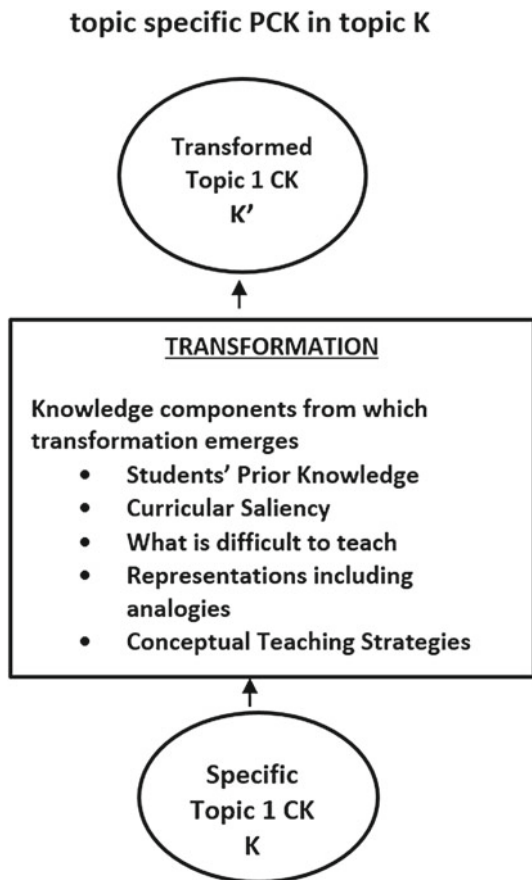 topic specific PCK in topic K
Transformed
Topic 1 CK
K’
TRANSFORMATION
Knowledge components from which
transformation emerges
• Students’ Prior Knowledge
• Curricular Saliency
• What is difficult to teach
• Representations including
analogies
• Conceptual Teaching Strategies
Specific
Topic 1 CK
K